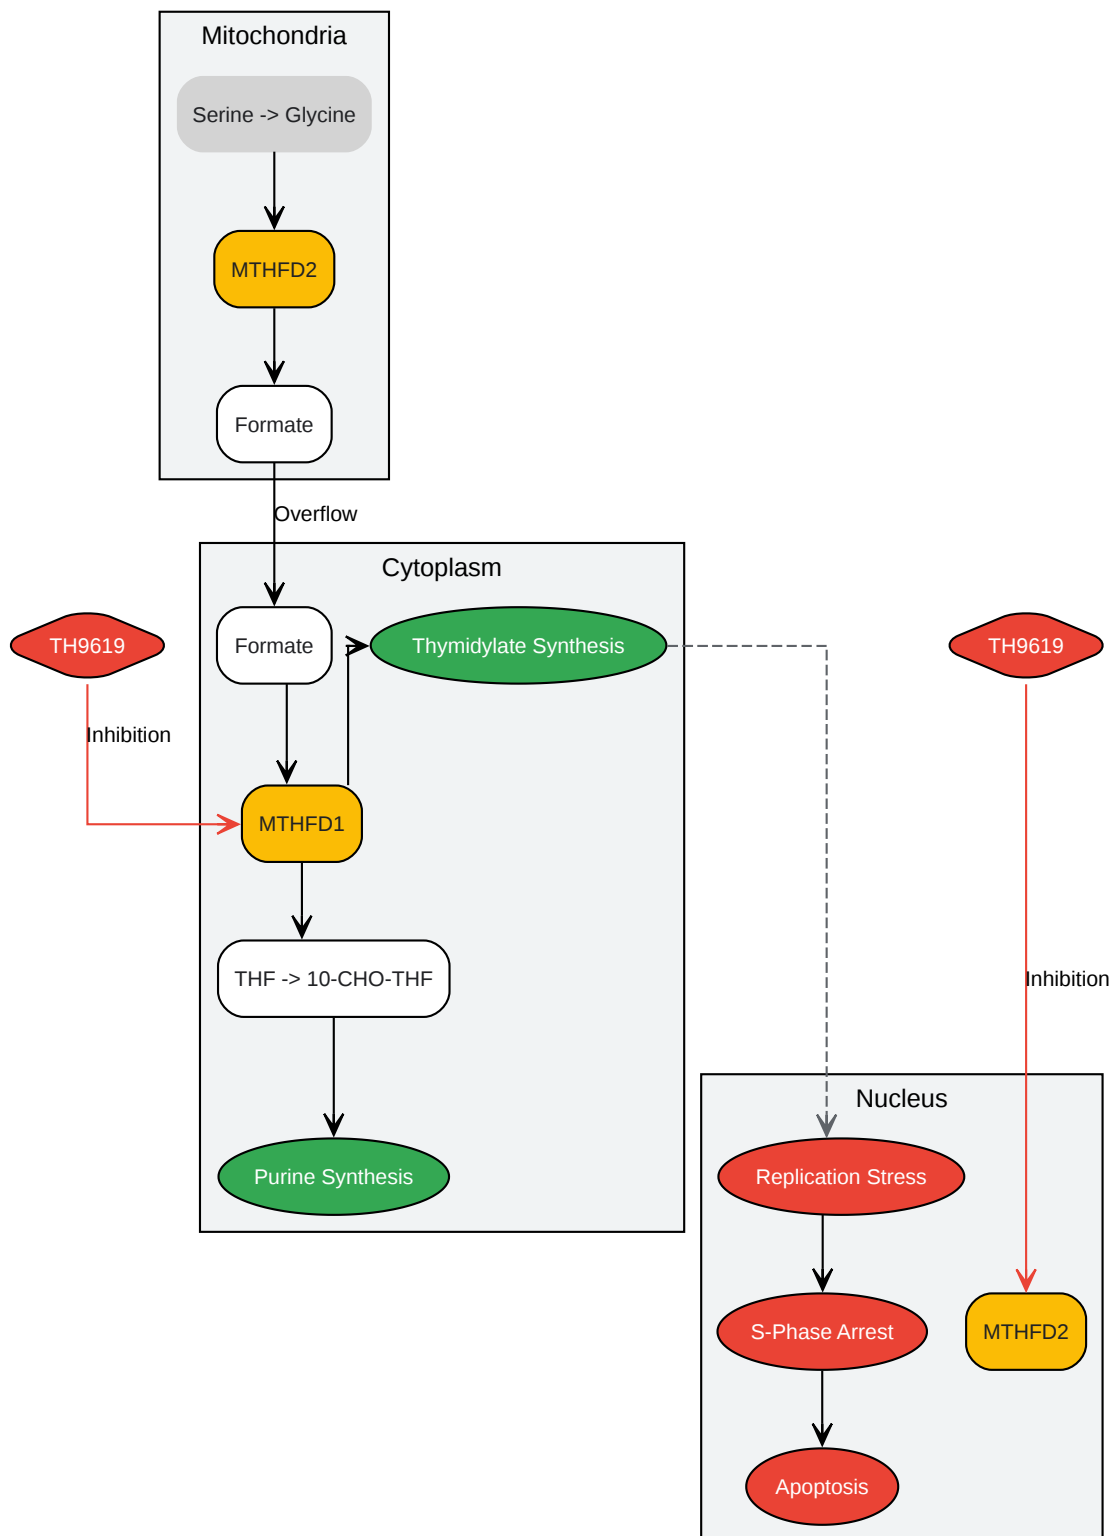 Mitochondria
Serine -> Glycine
MTHFD2
Formate
Overflow
Cytoplasm
TH9619
Formate
Thymidylate Synthesis
TH9619
Inhibition
MTHFD1
THF -> 10-CHO-THF
Inhibition
Nucleus
Purine Synthesis
Replication Stress
S-Phase Arrest
MTHFD2
Apoptosis